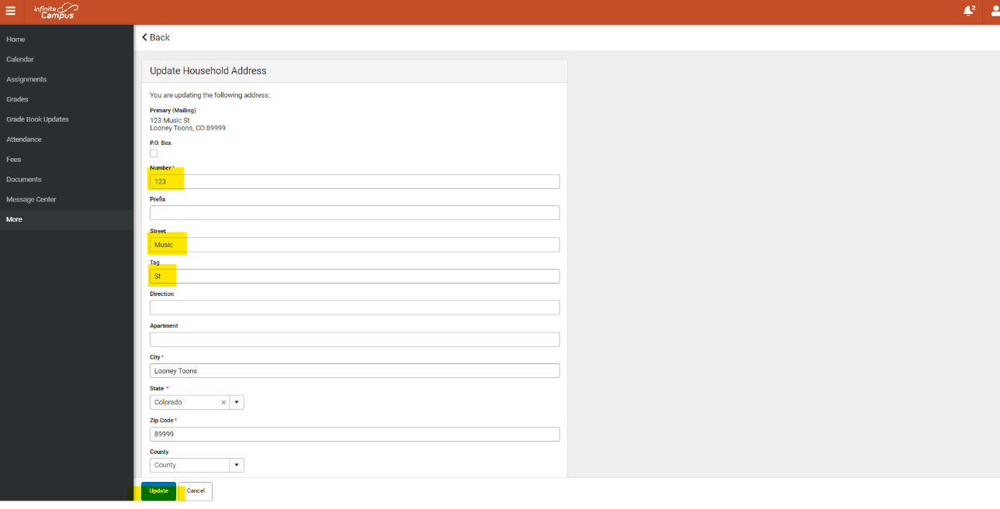 Infinite
Campus
2
Home
Calendar
Assignments
Grades
Grade Book Updates
Attendance
Fees
Documents
Message Center
More
Back
Update Household Address
You are updating the following address:
Primary (Mailing)
123 Music St
Looney Toons, CO 89999
P.O. Box
Number*
123
Prefix
Street
Music
Tag
St
Direction
Apartment
City*
Looney Toons
State *
Colorado
Zip Code*
89999
County
County
Update Cancel